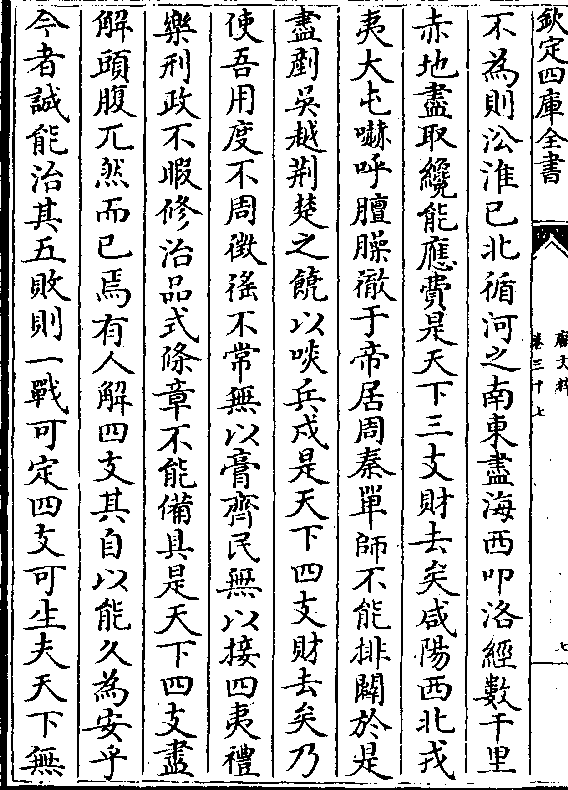 欽定四庫全書
唐文粹
卷三十七
七
不為則㳂淮已北循河之南東盡海西叩洛經數千里
赤地盡取纔能應費是天下三支財去矣咸陽西北戎
夷大屯嚇呼膻臊徹于帝居周秦單師不能排闢於是
盡剷吳越荆楚之饒以啖兵戍是天下四支財去矣乃
使吾用度不周徵徭不常無以膏齊民無以接四夷禮
樂刑政不暇修治品式條章不能備具是天下四支盡
解頭腹兀然而已焉有人解四支其自以能久為安乎
今者誠能治其五敗則一戰可定四支可生夫天下無